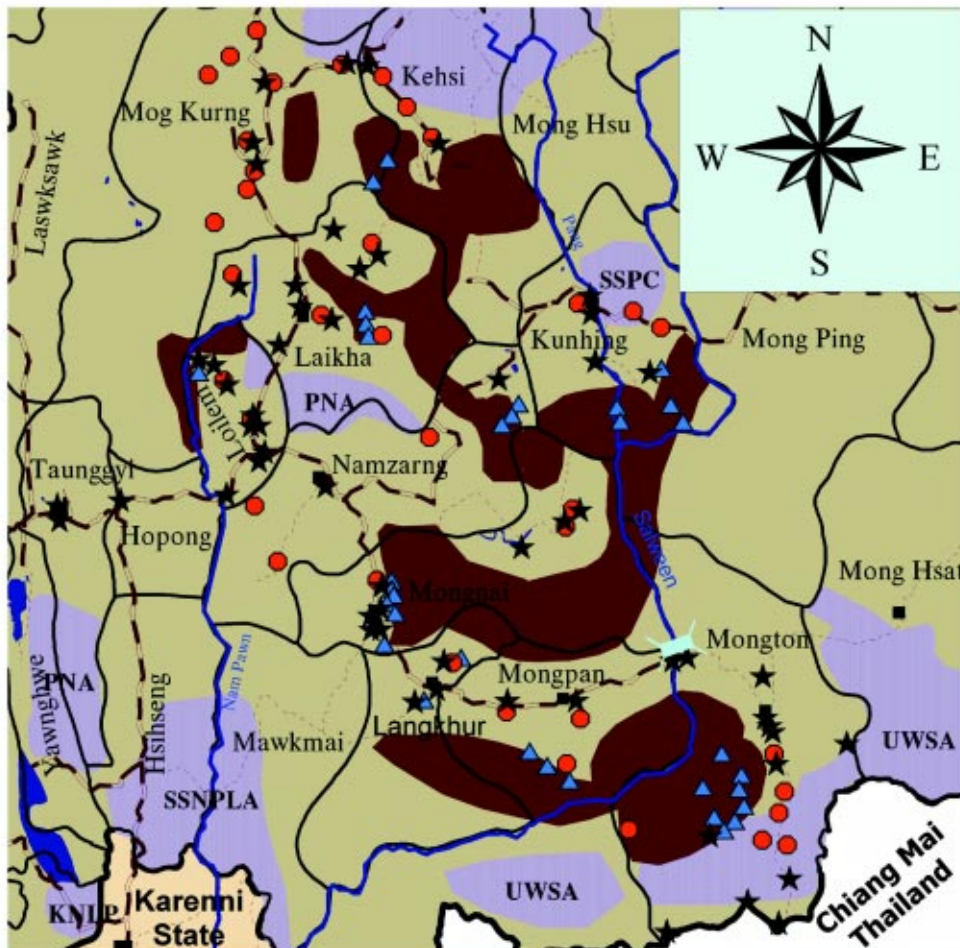 N
W
E
S
Kehsi
Mog Kurng
Mong Hsu
Laswksawk
Pang
SSPC
Kunhing
Mong Ping
Laikha
PNA
Loilem
Namzarng
Taunggyi
Hopong
Salween
Mong Hsat
Mongnai
Mongton
Mongpan
Nam Pawn
PNA
Yawnghwe
Hsihseng
Langkhur
Mawkmai
UWSA
SSNPLA
UWSA
KNLP
Karenni
State
Chiang Mai
Thailand